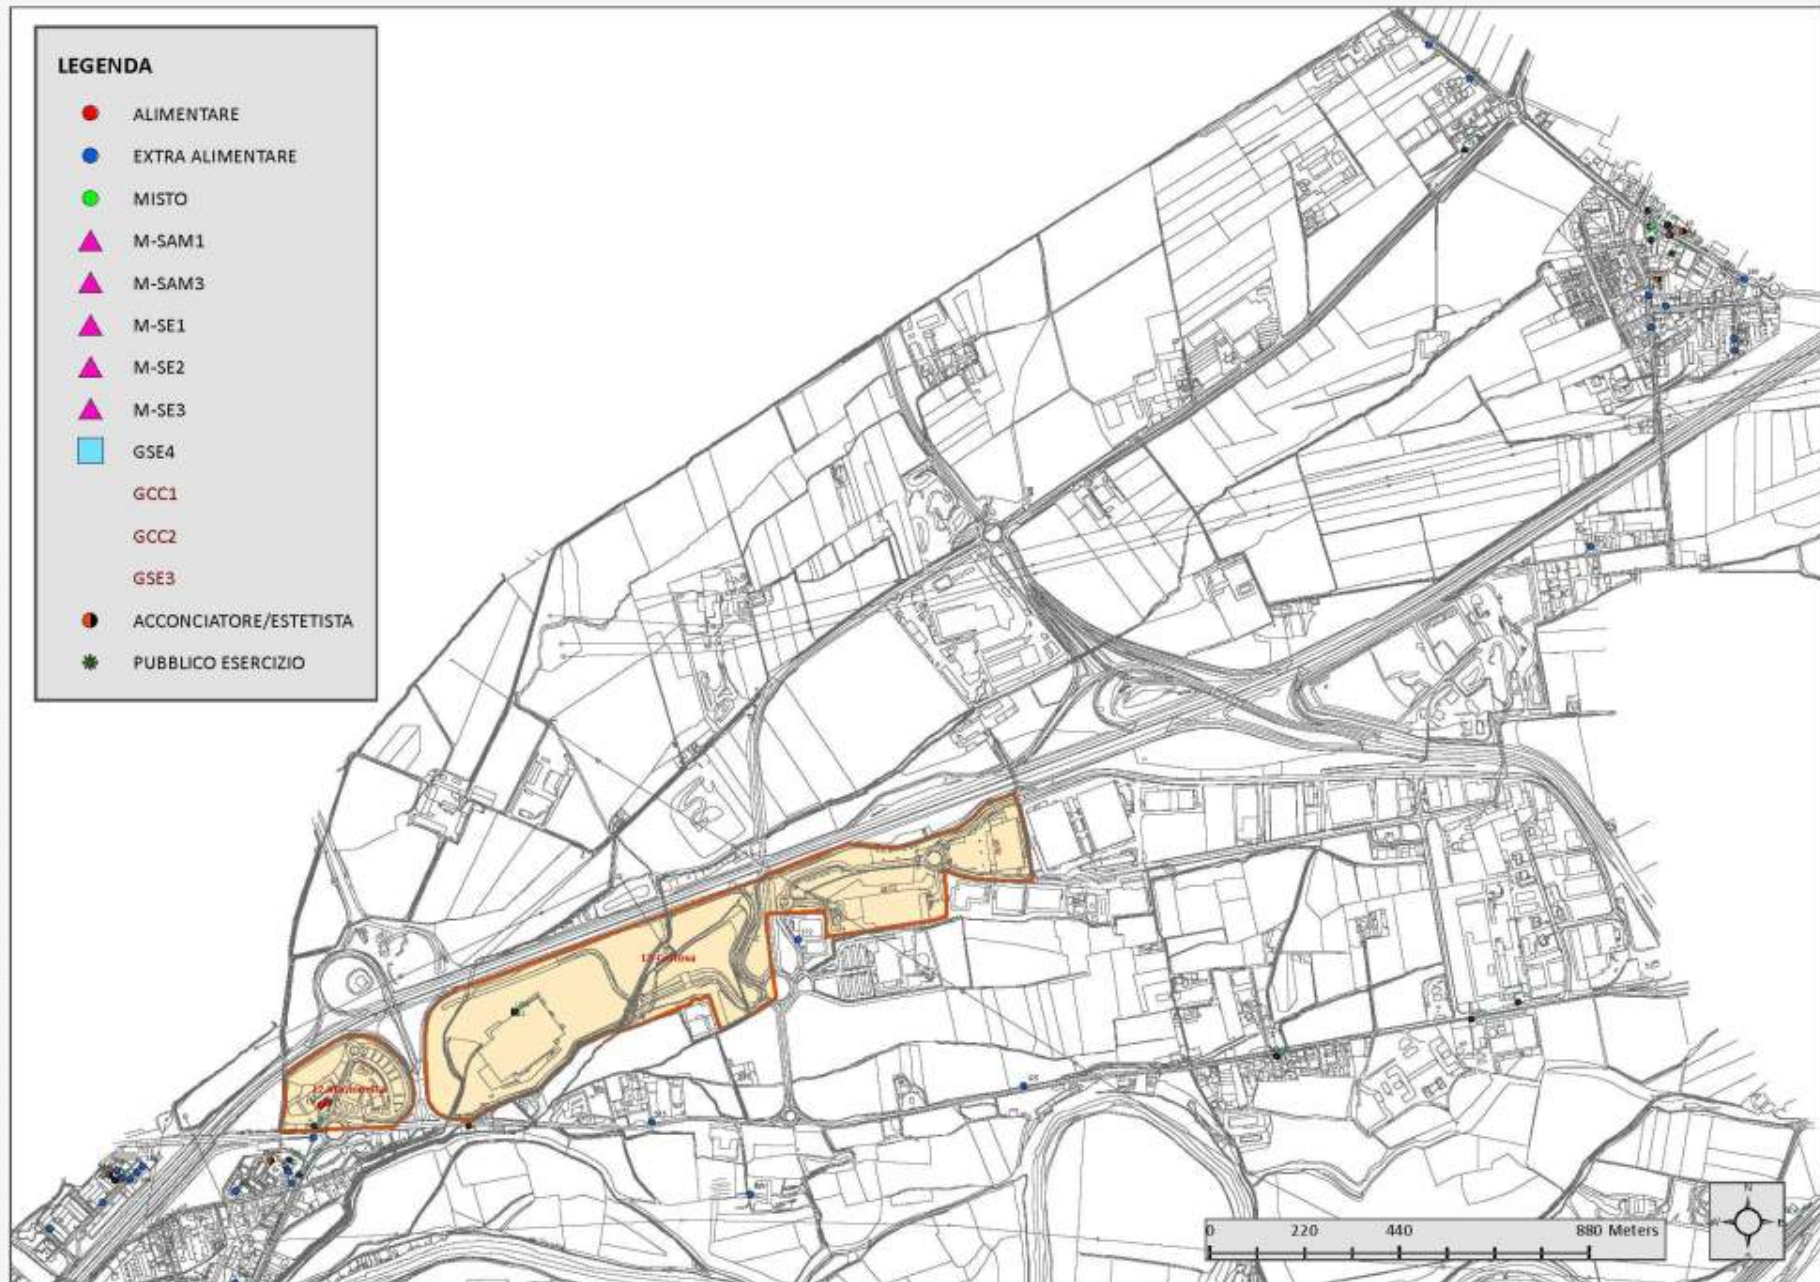 LEGENDA
ALIMENTARE
EXTRA ALIMENTARE
MISTO
M-SAM1
M-SAM3
M-SE1
M-SE2
M-SE3
GSE4
GCC1
GCC2
GSE3
ACCONCIATORE/ESTETISTA
PUBBLICO ESERCIZIO
0 220 440 880 Meters
N
W
E